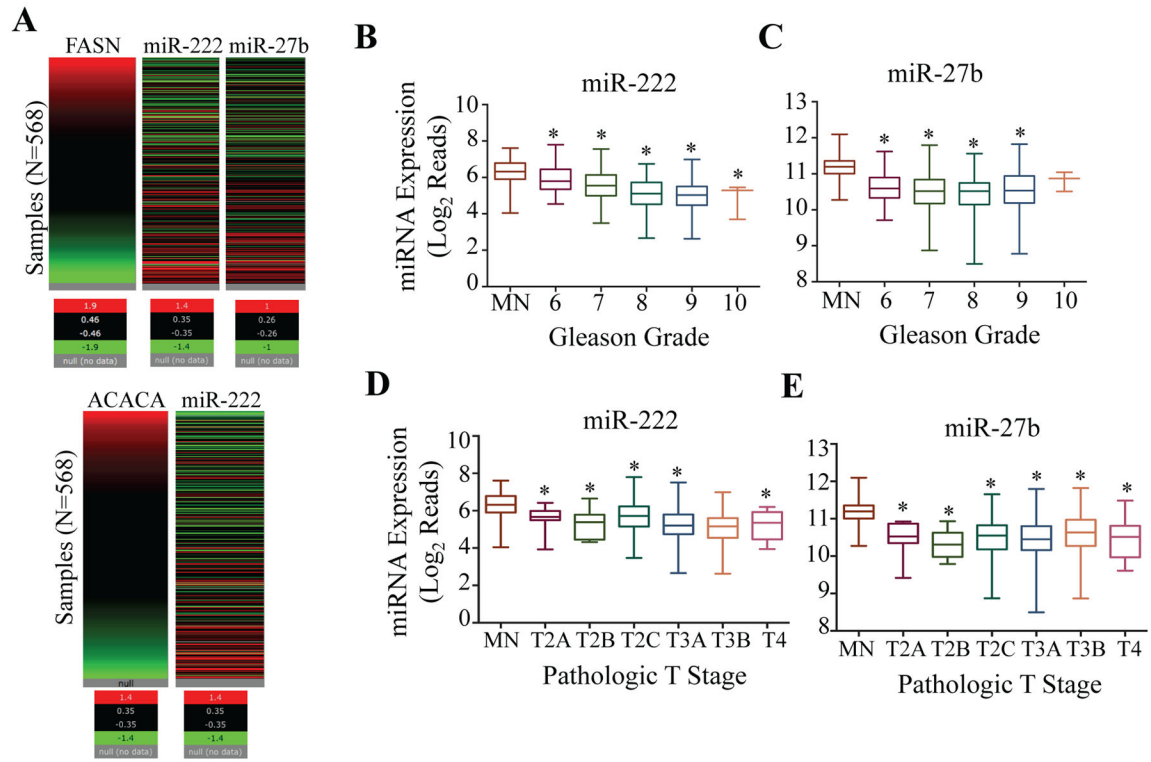 A
FASN miR-222 miR-27b
Samples (N=568)
1.9 1.4 1
0.46 0.35 0.26
-0.46 -0.35 -0.26
-1.9 -1.4 -1
null (no data) null (no data) null (no data)
ACACA miR-222
Samples (N=568)
null
1.4 1.4
0.35 0.35
-0.35 -0.35
-1.4 -1.4
null (no data) null (no data)
B
miR-222
miRNA Expression
(Log2 Reads)
10
8
6
4
2
0
* * * * *
MN 6 7 8 9 10
Gleason Grade
C
miR-27b
13
12
11
10
9
8
* * * *
MN 6 7 8 9 10
Gleason Grade
D
miR-222
miRNA Expression
(Log2 Reads)
10
8
6
4
2
0
* * * * *
MN T2A T2B T2C T3A T3B T4
Pathologic T Stage
E
miR-27b
13
12
11
10
9
8
* * * * * *
MN T2A T2B T2C T3A T3B T4
Pathologic T Stage